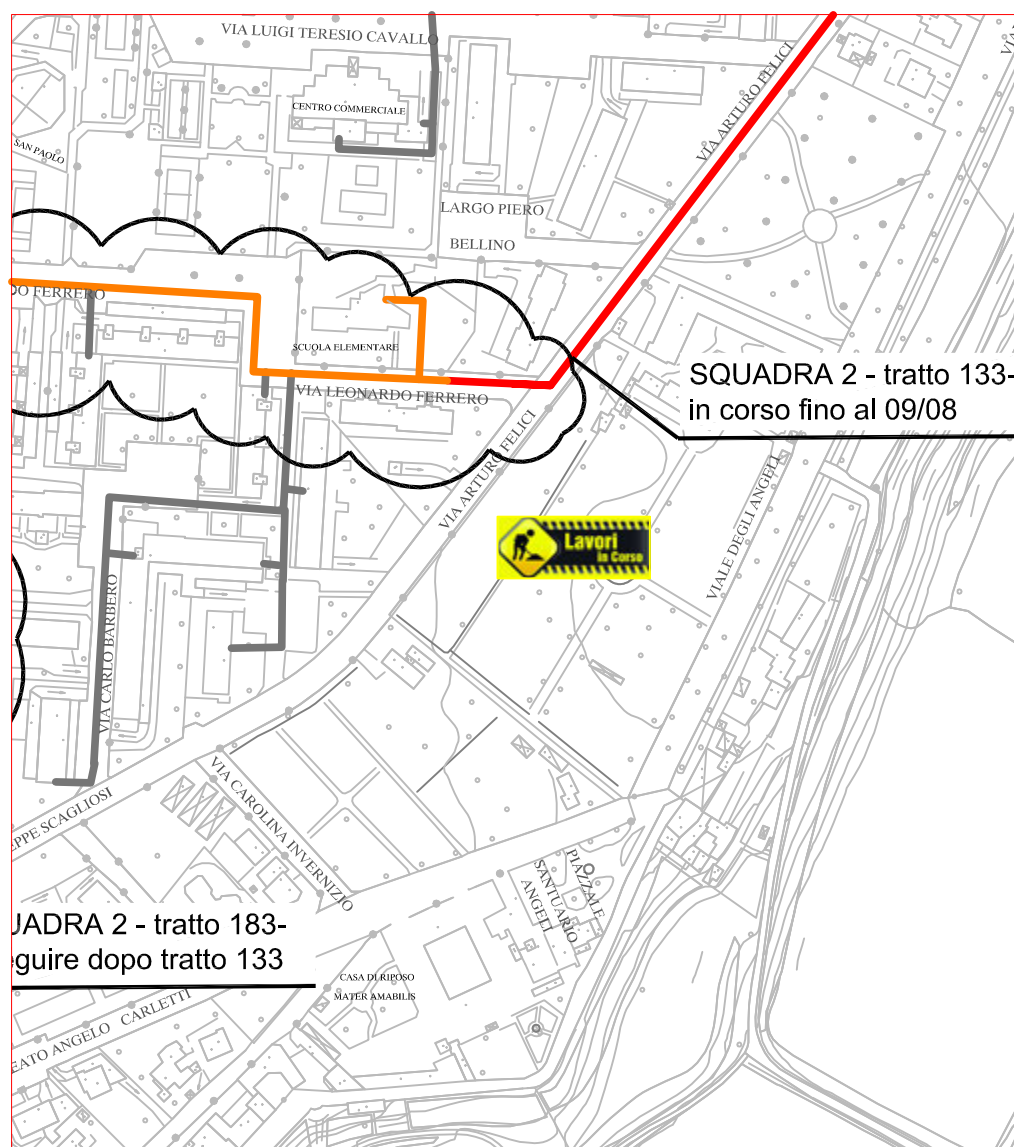 VIA LUIGI TERESIO CAVALLO
VIA ARTURO FELICI
CENTRO COMMERCIALE
SAN PAOLO
LARGO PIERO
BELLINO
DO FERRERO
SCUOLA ELEMENTARE
VIA LEONARDO FERRERO
SQUADRA 2 - tratto 133-
in corso fino al 09/08
VIA ARTURO FELICI
VIALE DEGLI ANGELI
Lavori
in Corso
VIA CARLO BARBERO
EPPE SCAGLIOSI
VIA CAROLINA INVERNIZIO
PIAZZALE
SANTUARIO
ANGELI
UADRA 2 - tratto 183-
eguire dopo tratto 133
CASA DI RIPOSO
MATER AMABILIS
EATO ANGELO CARLETTI